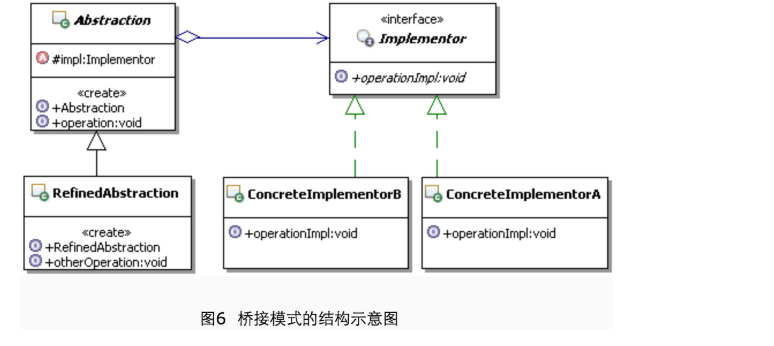 Abstraction
#impl:Implementor
«create»
+Abstraction
+operation:void
«interface»
Implementor
+operationImpl:void
RefinedAbstraction
«create»
+RefinedAbstraction
+otherOperation:void
ConcreteImplementorB
+operationImpl:void
ConcreteImplementorA
+operationImpl:void
图6 桥接模式的结构示意图